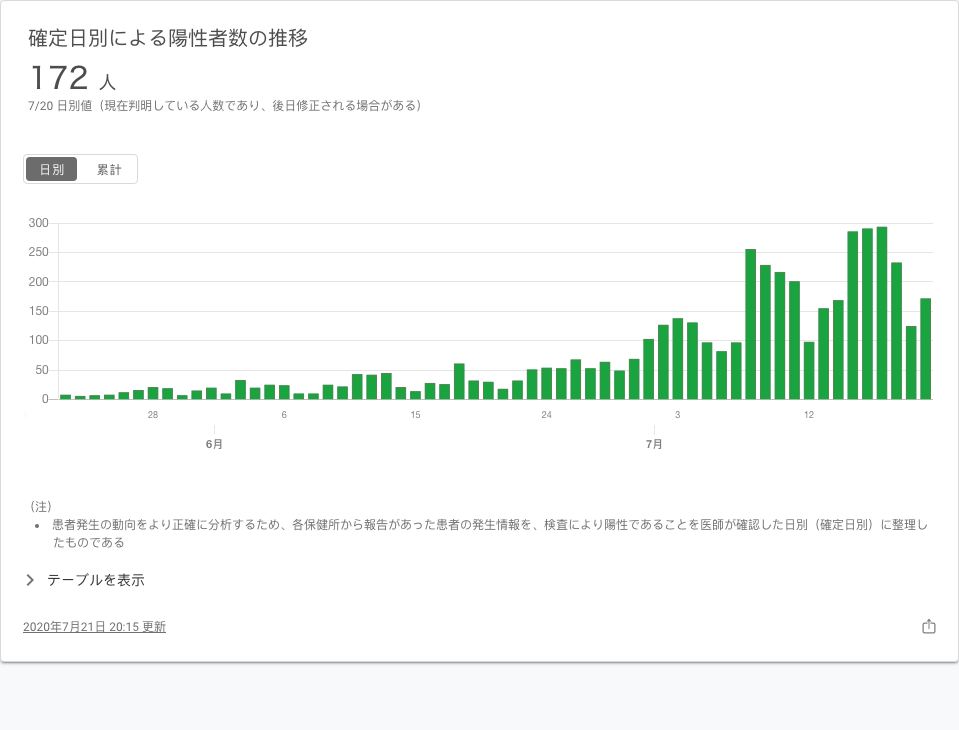 確定日別による陽性者数の推移
172 人
7/20 日別値（現在判明している人数であり、後日修正される場合がある）
日別 累計
300
250
200
150
100
50
0
28 6 15 24 3 12
6月 7月
（注）
• 患者発生の動向をより正確に分析するため、各保健所から報告があった患者の発生情報を、検査により陽性であることを医師が確認した日別（確定日別）に整理し
たものである
テーブルを表示
2020年7月21日 20:15 更新